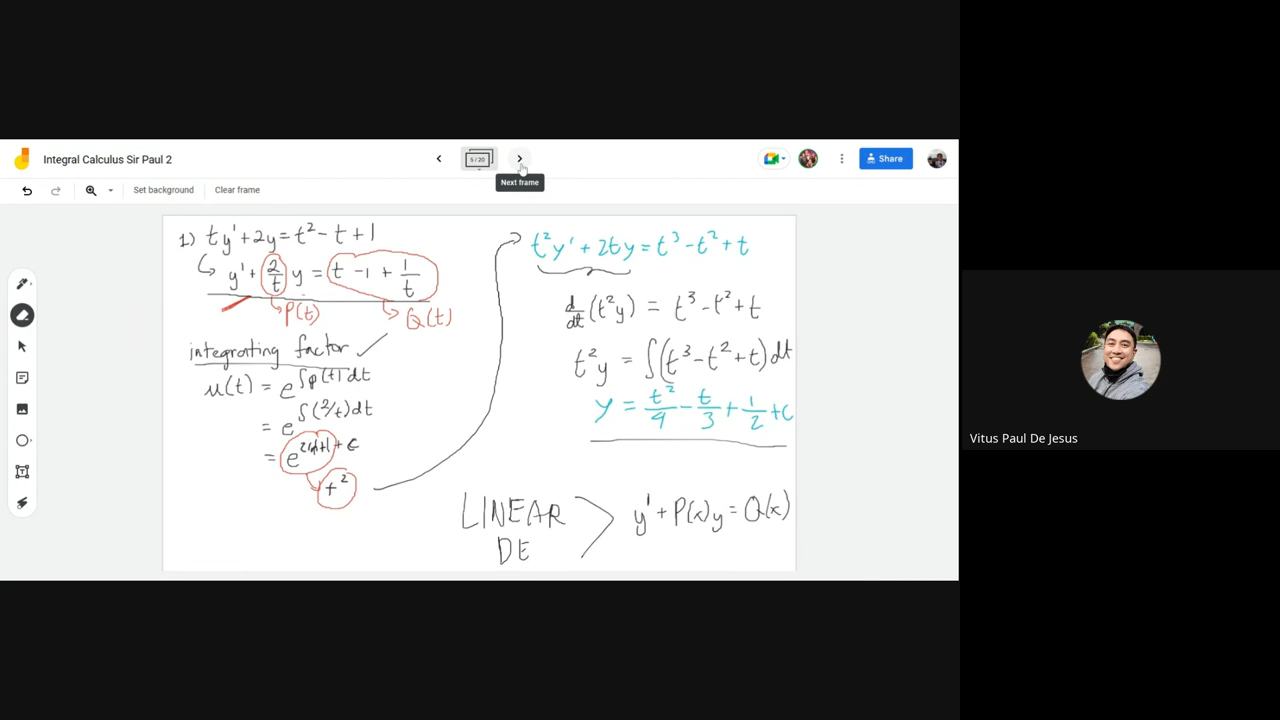 Integral Calculus Sir Paul 2
5 / 20
Share
Next frame
Set background
Clear frame
1) ty' + 2y = t² - t + 1
y' + 2/t y = t - 1 + 1/t
P(t)
Q(t)
integrating factor ✓
u(t) = e^∫p(t)dt
= e^∫(2/t)dt
t²
t²y' + 2ty = t³ - t² + t
d/dt (t²y) = t³ - t² + t
t²y = ∫(t³ - t² + t)dt
y = t²/4 - t/3 + 1/2 + c
LINEAR
DE
y' + P(x)y = Q(x)
Vitus Paul De Jesus